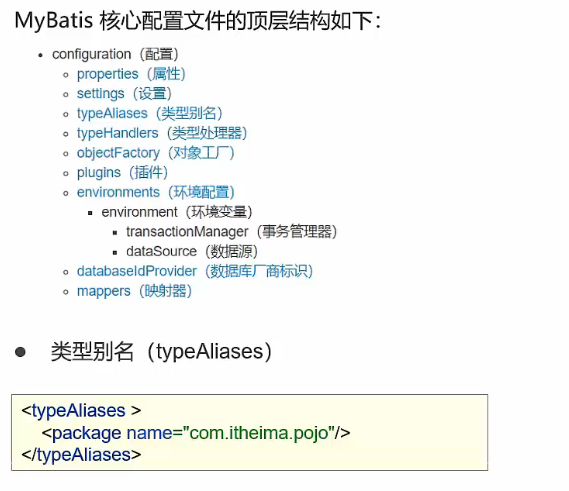 MyBatis 核心配置文件的顶层结构如下：
configuration（配置）
properties（属性）
settings（设置）
typeAliases（类型别名）
typeHandlers（类型处理器）
objectFactory（对象工厂）
plugins（插件）
environments（环境配置）
environment（环境变量）
transactionManager（事务管理器）
dataSource（数据源）
databaseIdProvider（数据库厂商标识）
mappers（映射器）
类型别名（typeAliases）
<typeAliases >
<package name="com.itheima.pojo"/>
</typeAliases>